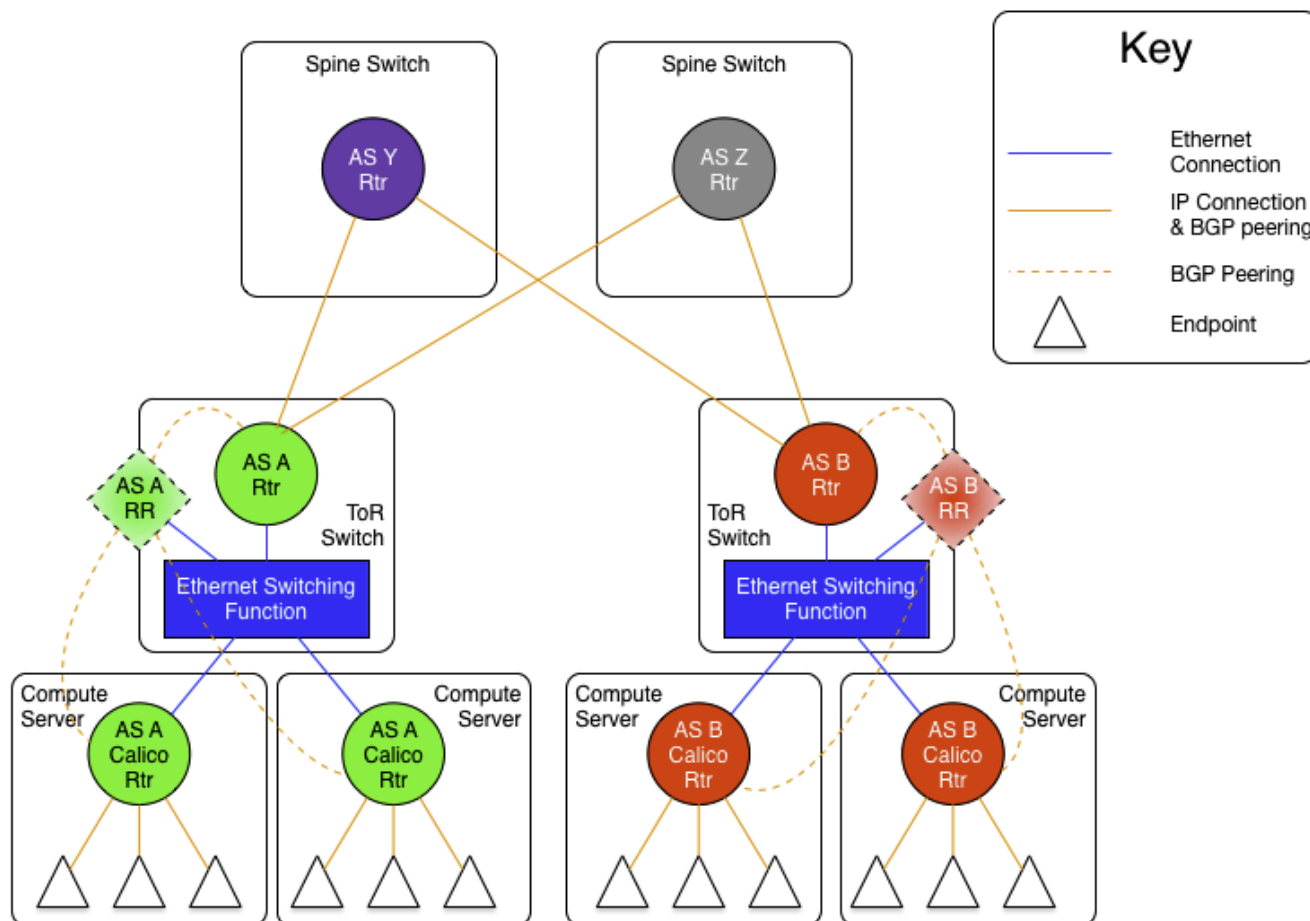 Spine Switch
Spine Switch
AS Y
Rtr
AS Z
Rtr
Key
Ethernet
Connection
IP Connection
& BGP peering
BGP Peering
Endpoint
AS A
RR
AS A
Rtr
ToR
Switch
Ethernet Switching
Function
AS B
Rtr
ToR
Switch
AS B
RR
Ethernet Switching
Function
Compute
Server
AS A
Calico
Rtr
Compute
Server
AS A
Calico
Rtr
Compute
Server
AS B
Calico
Rtr
Compute
Server
AS B
Calico
Rtr